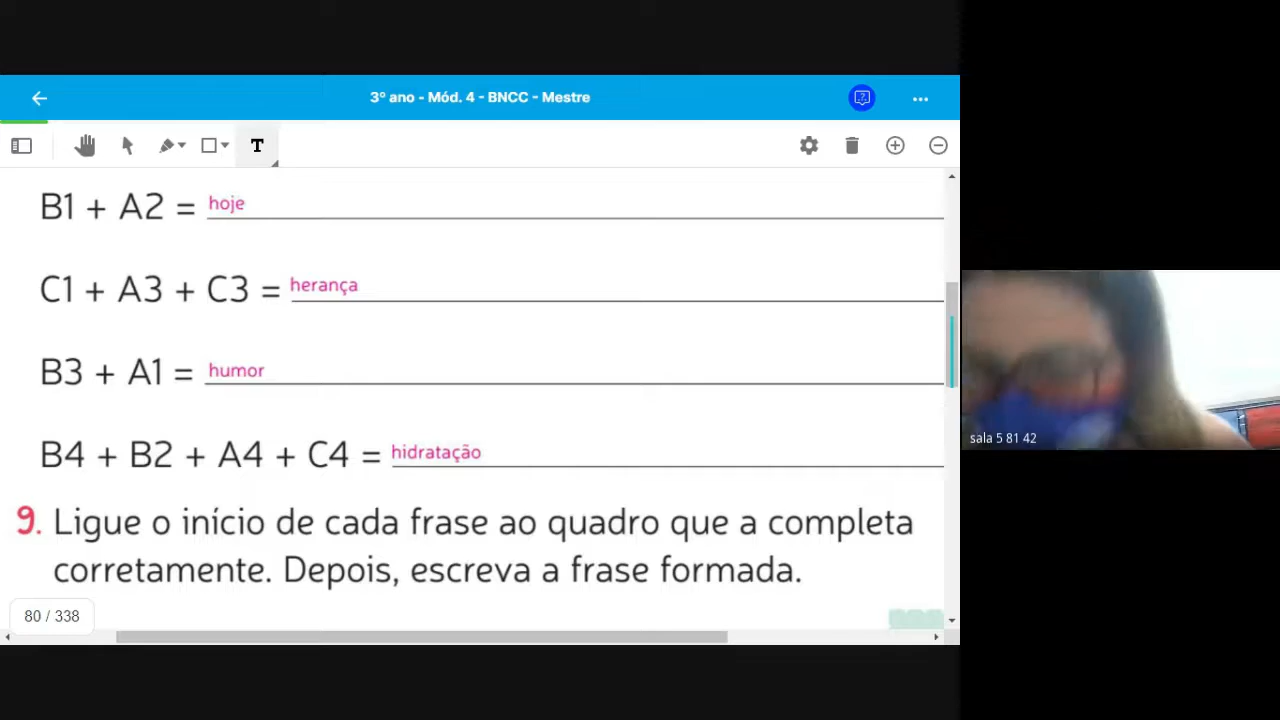 3º ano - Mód. 4 - BNCC - Mestre
T
B1 + A2 = hoje
C1 + A3 + C3 = herança
B3 + A1 = humor
B4 + B2 + A4 + C4 = hidratação
9. Ligue o início de cada frase ao quadro que a completa
corretamente. Depois, escreva a frase formada.
80 / 338
sala 5 81 42